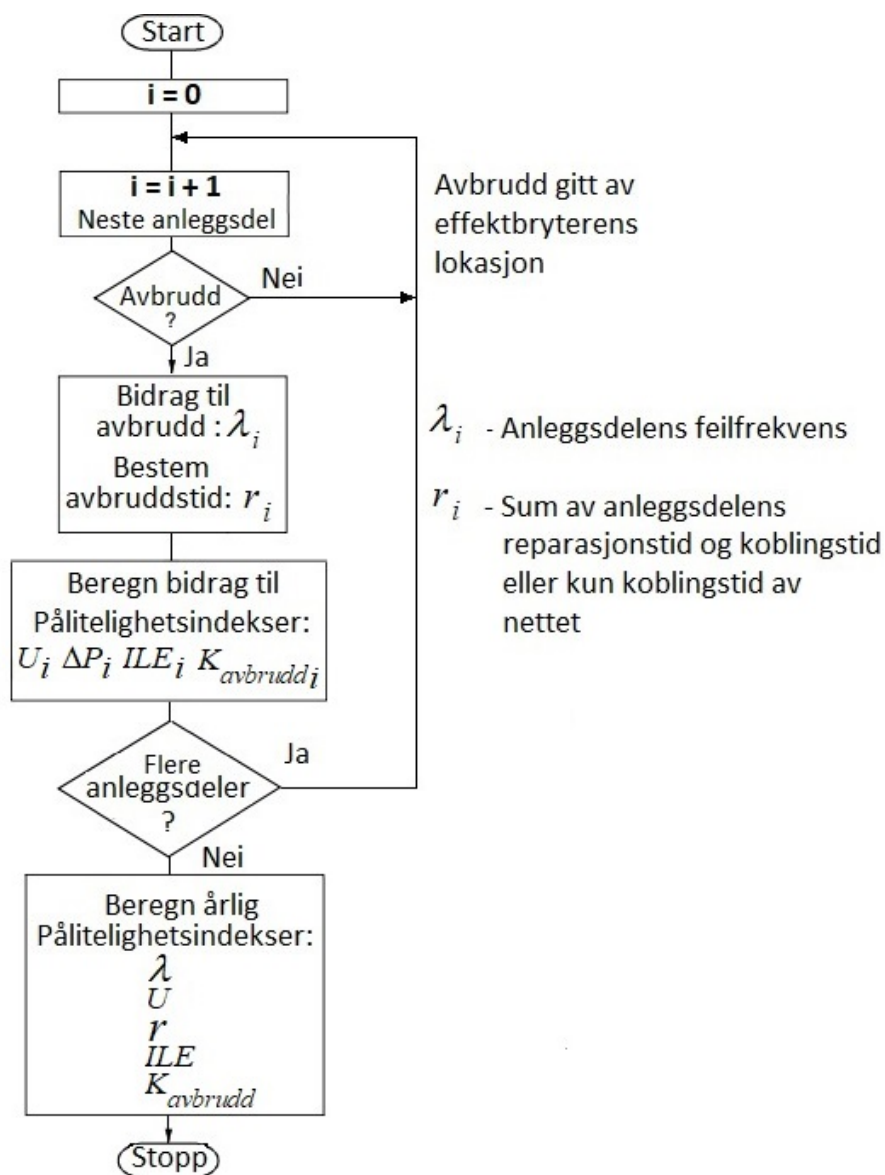 Start
i = 0
i = i + 1
Neste anleggsdel
Avbrudd
?
Nei
Ja
Avbrudd gitt av
effektbryterens
lokasjon
Bidrag til
avbrudd : λi
Bestem
avbruddstid: ri
λi - Anleggsdelens feilfrekvens
ri - Sum av anleggsdelens
reparasjonstid og koblingstid
eller kun koblingstid av
nettet
Beregn bidrag til
Pålitelighetsindekser:
Ui ΔPi ILEi Kavbruddi
Flere
anleggsdeler
?
Ja
Nei
Beregn årlig
Pålitelighetsindekser:
λ
U
r
ILE
Kavbrudd
Stopp